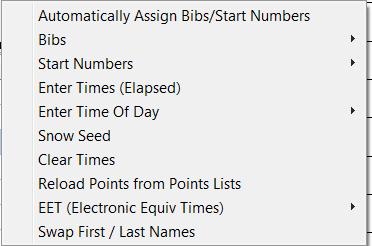 Automatically Assign Bibs/Start Numbers
Bibs
Start Numbers
Enter Times (Elapsed)
Enter Time Of Day
Snow Seed
Clear Times
Reload Points from Points Lists
EET (Electronic Equiv Times)
Swap First / Last Names